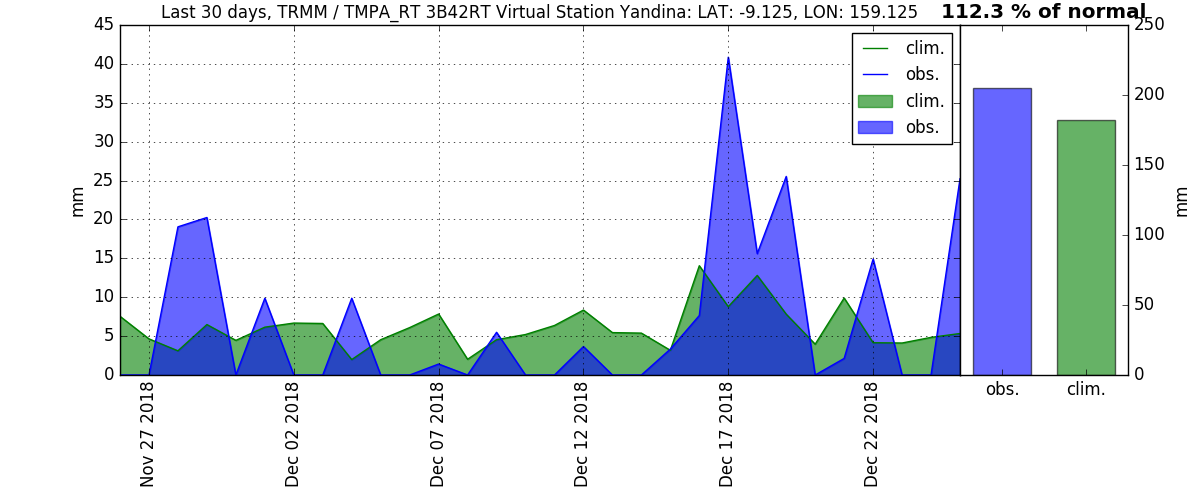 Last 30 days, TRMM / TMPA_RT 3B42RT Virtual Station Yandina: LAT: -9.125, LON: 159.125
112.3 % of normal
mm
45
40
35
30
25
20
15
10
5
0
clim.
obs.
clim.
obs.
Nov 27 2018
Dec 02 2018
Dec 07 2018
Dec 12 2018
Dec 17 2018
Dec 22 2018
250
200
150
100
50
0
mm
obs.
clim.